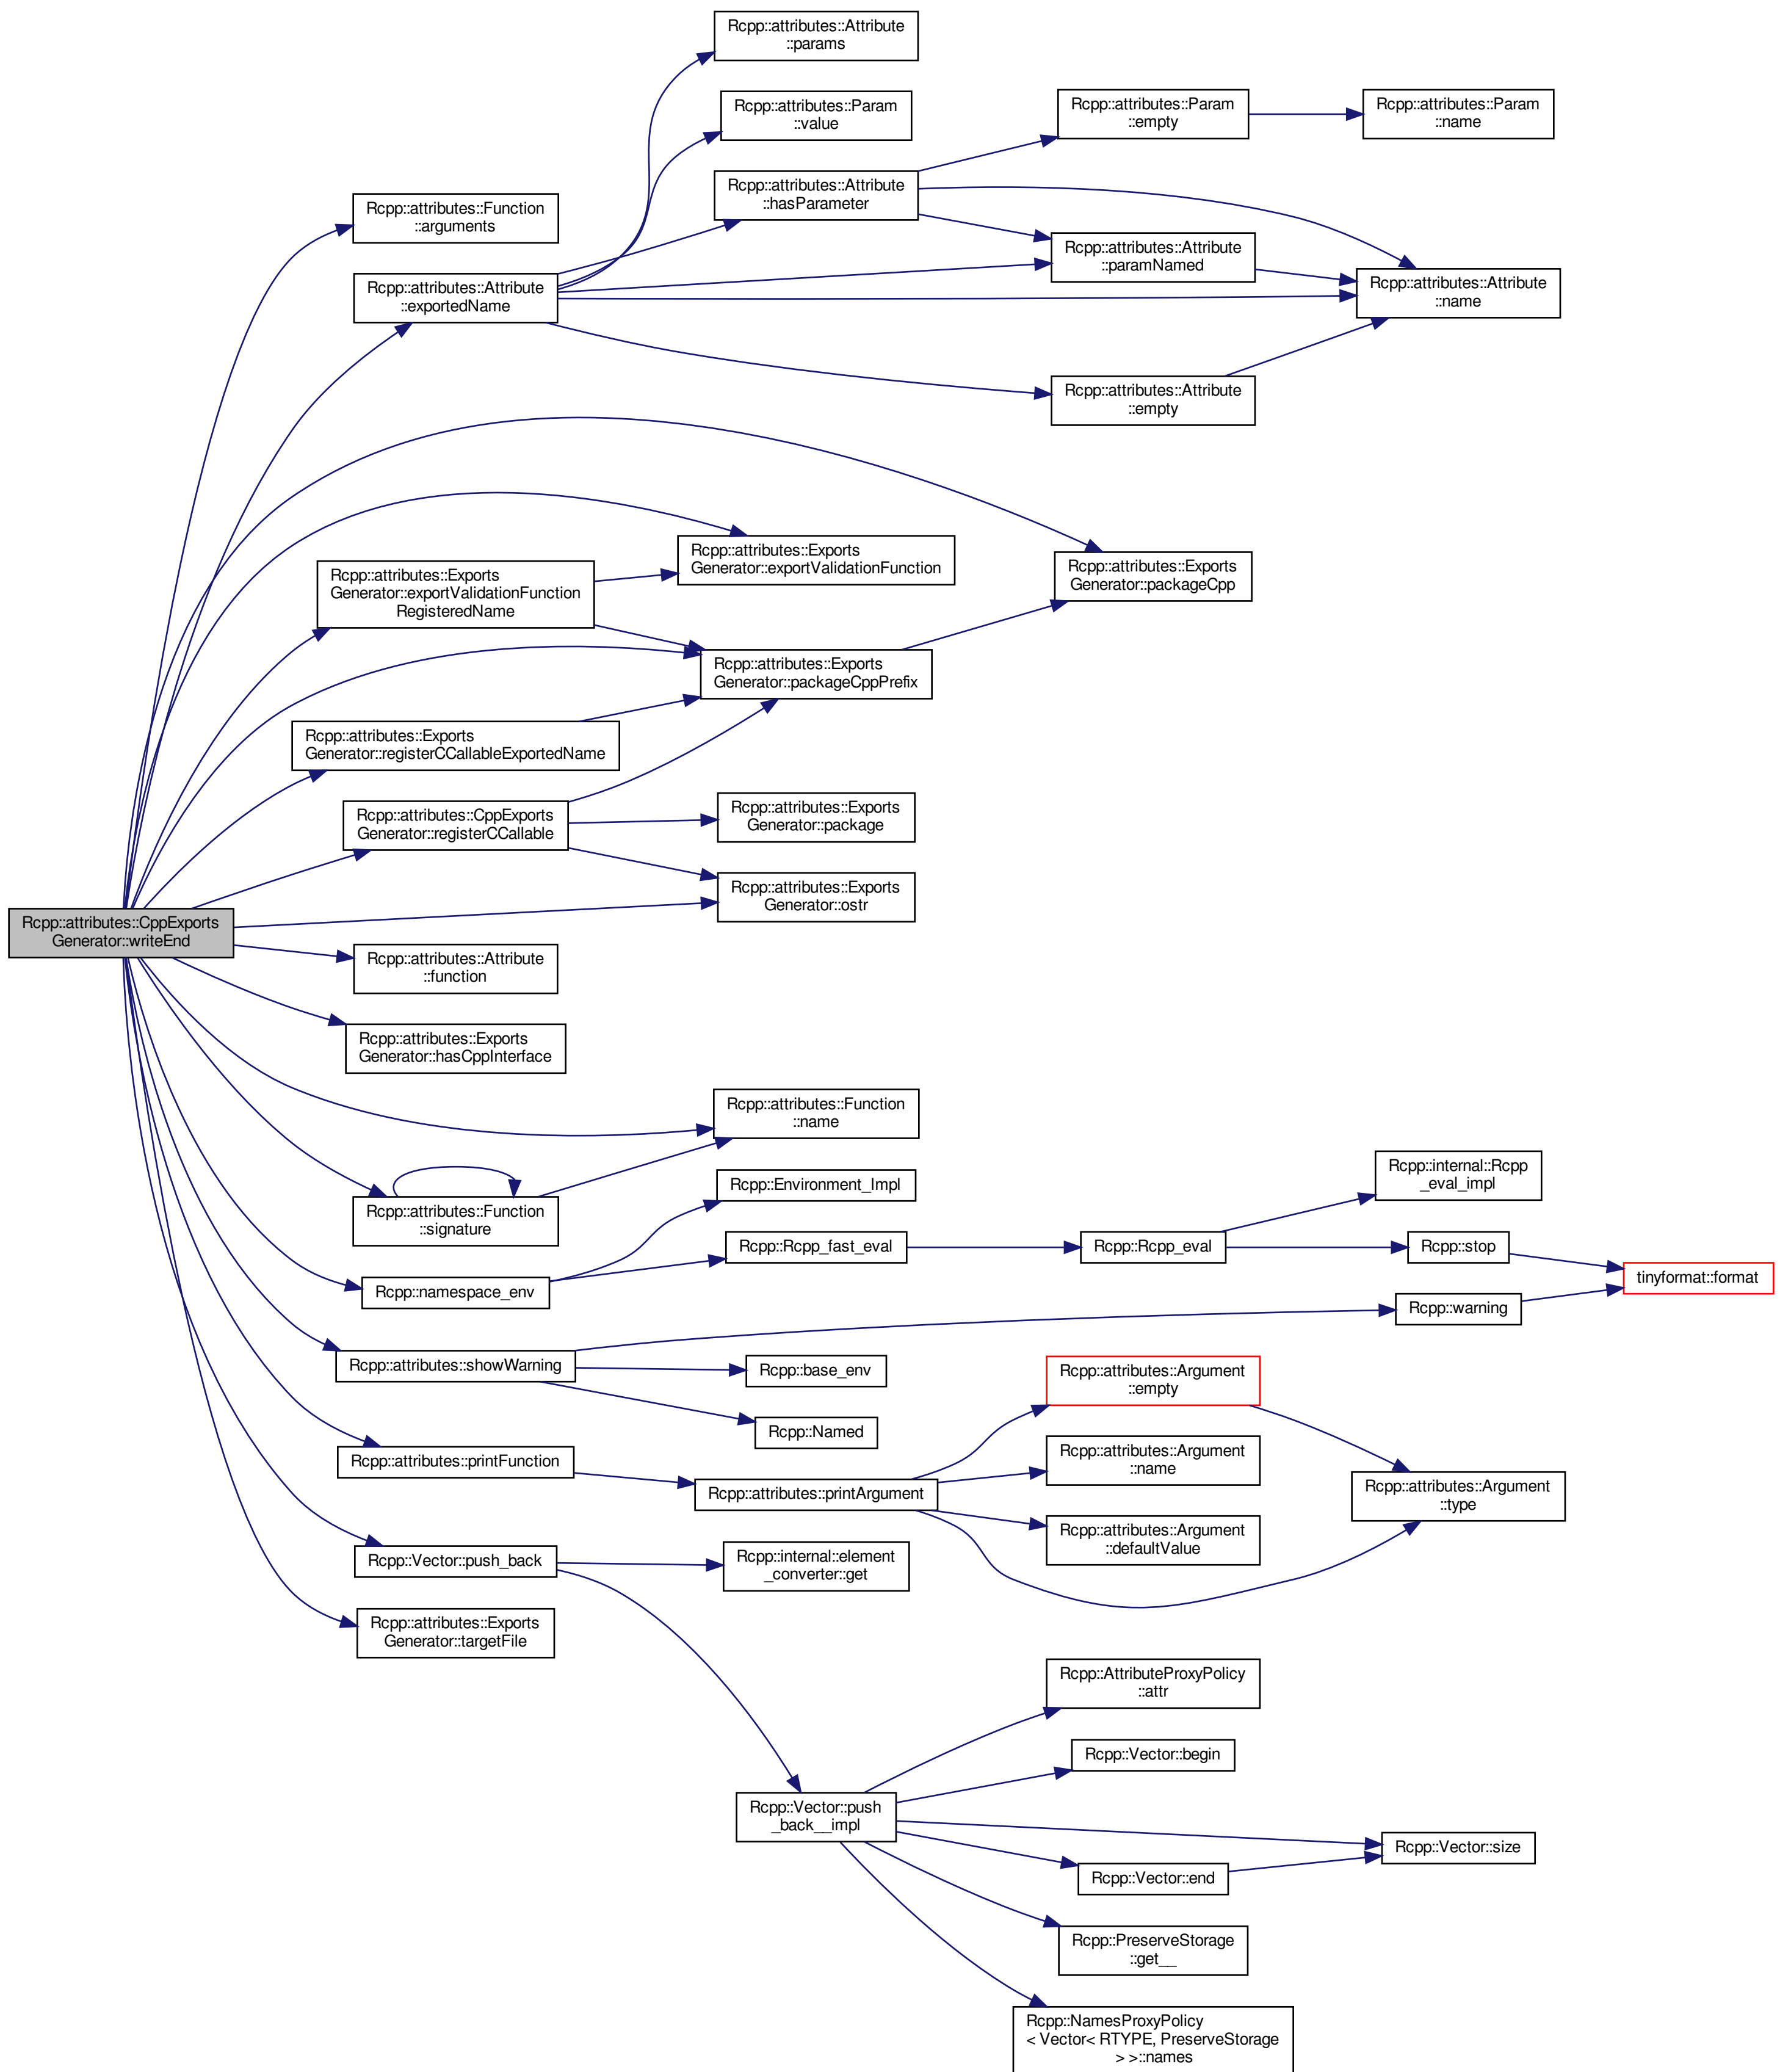 Rcpp::attributes::Attribute
::params
Rcpp::attributes::Param
::value
Rcpp::attributes::Param
::empty
Rcpp::attributes::Param
::name
Rcpp::attributes::Attribute
::hasParameter
Rcpp::attributes::Function
::arguments
Rcpp::attributes::Attribute
::paramNamed
Rcpp::attributes::Attribute
::exportedName
Rcpp::attributes::Attribute
::name
Rcpp::attributes::Attribute
::empty
Rcpp::attributes::Exports
Generator::exportValidationFunction
Rcpp::attributes::Exports
Generator::packageCpp
Rcpp::attributes::Exports
Generator::exportValidationFunction
RegisteredName
Rcpp::attributes::Exports
Generator::packageCppPrefix
Rcpp::attributes::Exports
Generator::registerCCallableExportedName
Rcpp::attributes::CppExports
Generator::registerCCallable
Rcpp::attributes::Exports
Generator::package
Rcpp::attributes::Exports
Generator::ostr
Rcpp::attributes::CppExports
Generator::writeEnd
Rcpp::attributes::Attribute
::function
Rcpp::attributes::Exports
Generator::hasCppInterface
Rcpp::attributes::Function
::name
Rcpp::attributes::Function
::signature
Rcpp::Environment_Impl
Rcpp::internal::Rcpp
_eval_impl
Rcpp::Rcpp_fast_eval
Rcpp::Rcpp_eval
Rcpp::stop
tinyformat::format
Rcpp::namespace_env
Rcpp::warning
Rcpp::attributes::showWarning
Rcpp::base_env
Rcpp::attributes::Argument
::empty
Rcpp::Named
Rcpp::attributes::printFunction
Rcpp::attributes::Argument
::name
Rcpp::attributes::printArgument
Rcpp::attributes::Argument
::type
Rcpp::attributes::Argument
::defaultValue
Rcpp::Vector::push_back
Rcpp::internal::element
_converter::get
Rcpp::attributes::Exports
Generator::targetFile
Rcpp::AttributeProxyPolicy
::attr
Rcpp::Vector::begin
Rcpp::Vector::push
_back__impl
Rcpp::Vector::size
Rcpp::Vector::end
Rcpp::PreserveStorage
::get__
Rcpp::NamesProxyPolicy
< Vector< RTYPE, PreserveStorage
> >::names